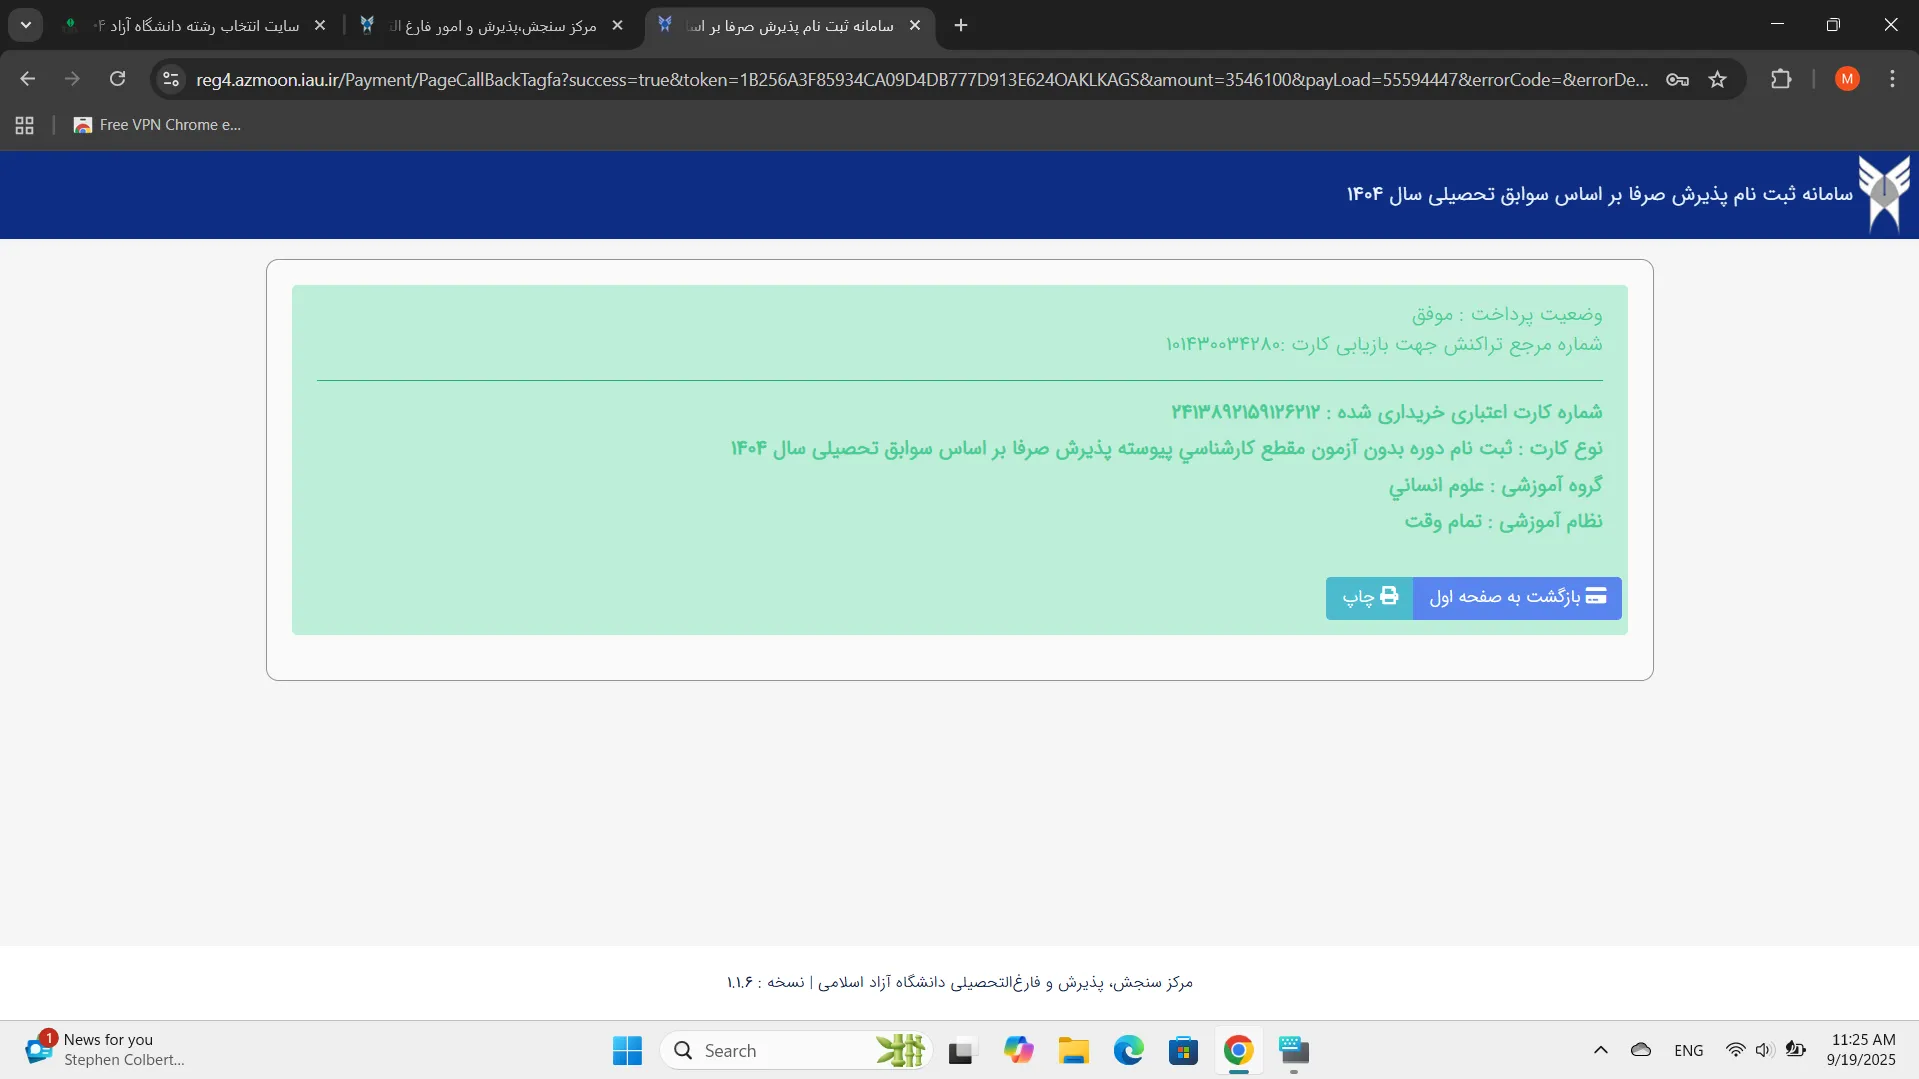 سایت انتخاب رشته دانشگاه آزاد
مرکز سنجش،پذیرش و امور فارغ
سامانه ثبت نام پذیرش صرفا بر اسا
reg4.azmoon.iau.ir/Payment/PageCallBackTagfa?success=true&token=1B256A3F85934CA09D4DB777D913E624OAKLKAGS&amount=3546100&payLoad=55594447&errorCode=&errorDe...
M
Free VPN Chrome e...
سامانه ثبت نام پذیرش صرفا بر اساس سوابق تحصیلی سال ۱۴۰۴
وضعیت پرداخت : موفق
شماره مرجع تراکنش جهت بازیابی کارت :۱۰۱۴۳۰۰۳۴۲۸۰
شماره کارت اعتباری خریداری شده : ۲۴۱۳۸۹۲۱۵۹۱۲۶۲۱۲
نوع کارت : ثبت نام دوره بدون آزمون مقطع کارشناسي پیوسته پذیرش صرفا بر اساس سوابق تحصیلی سال ۱۴۰۴
گروه آموزشی : علوم انساني
نظام آموزشی : تمام وقت
بازگشت به صفحه اول
چاپ
مرکز سنجش، پذیرش و فارغ‌التحصیلی دانشگاه آزاد اسلامی | نسخه : ۱.۱.۶
1
News for you
Stephen Colbert...
Search
ENG
11:25 AM
9/19/2025